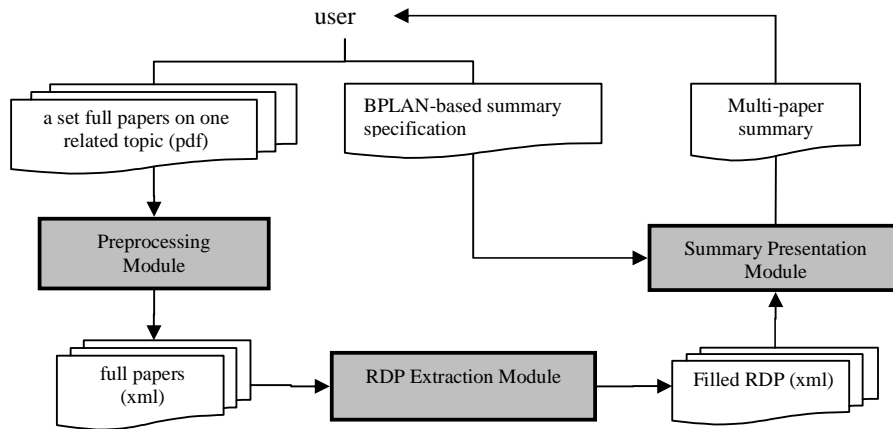 user
a set full papers on one
related topic (pdf)
BPLAN-based summary
specification
Multi-paper
summary
Preprocessing
Module
Summary Presentation
Module
full papers
(xml)
RDP Extraction Module
Filled RDP (xml)